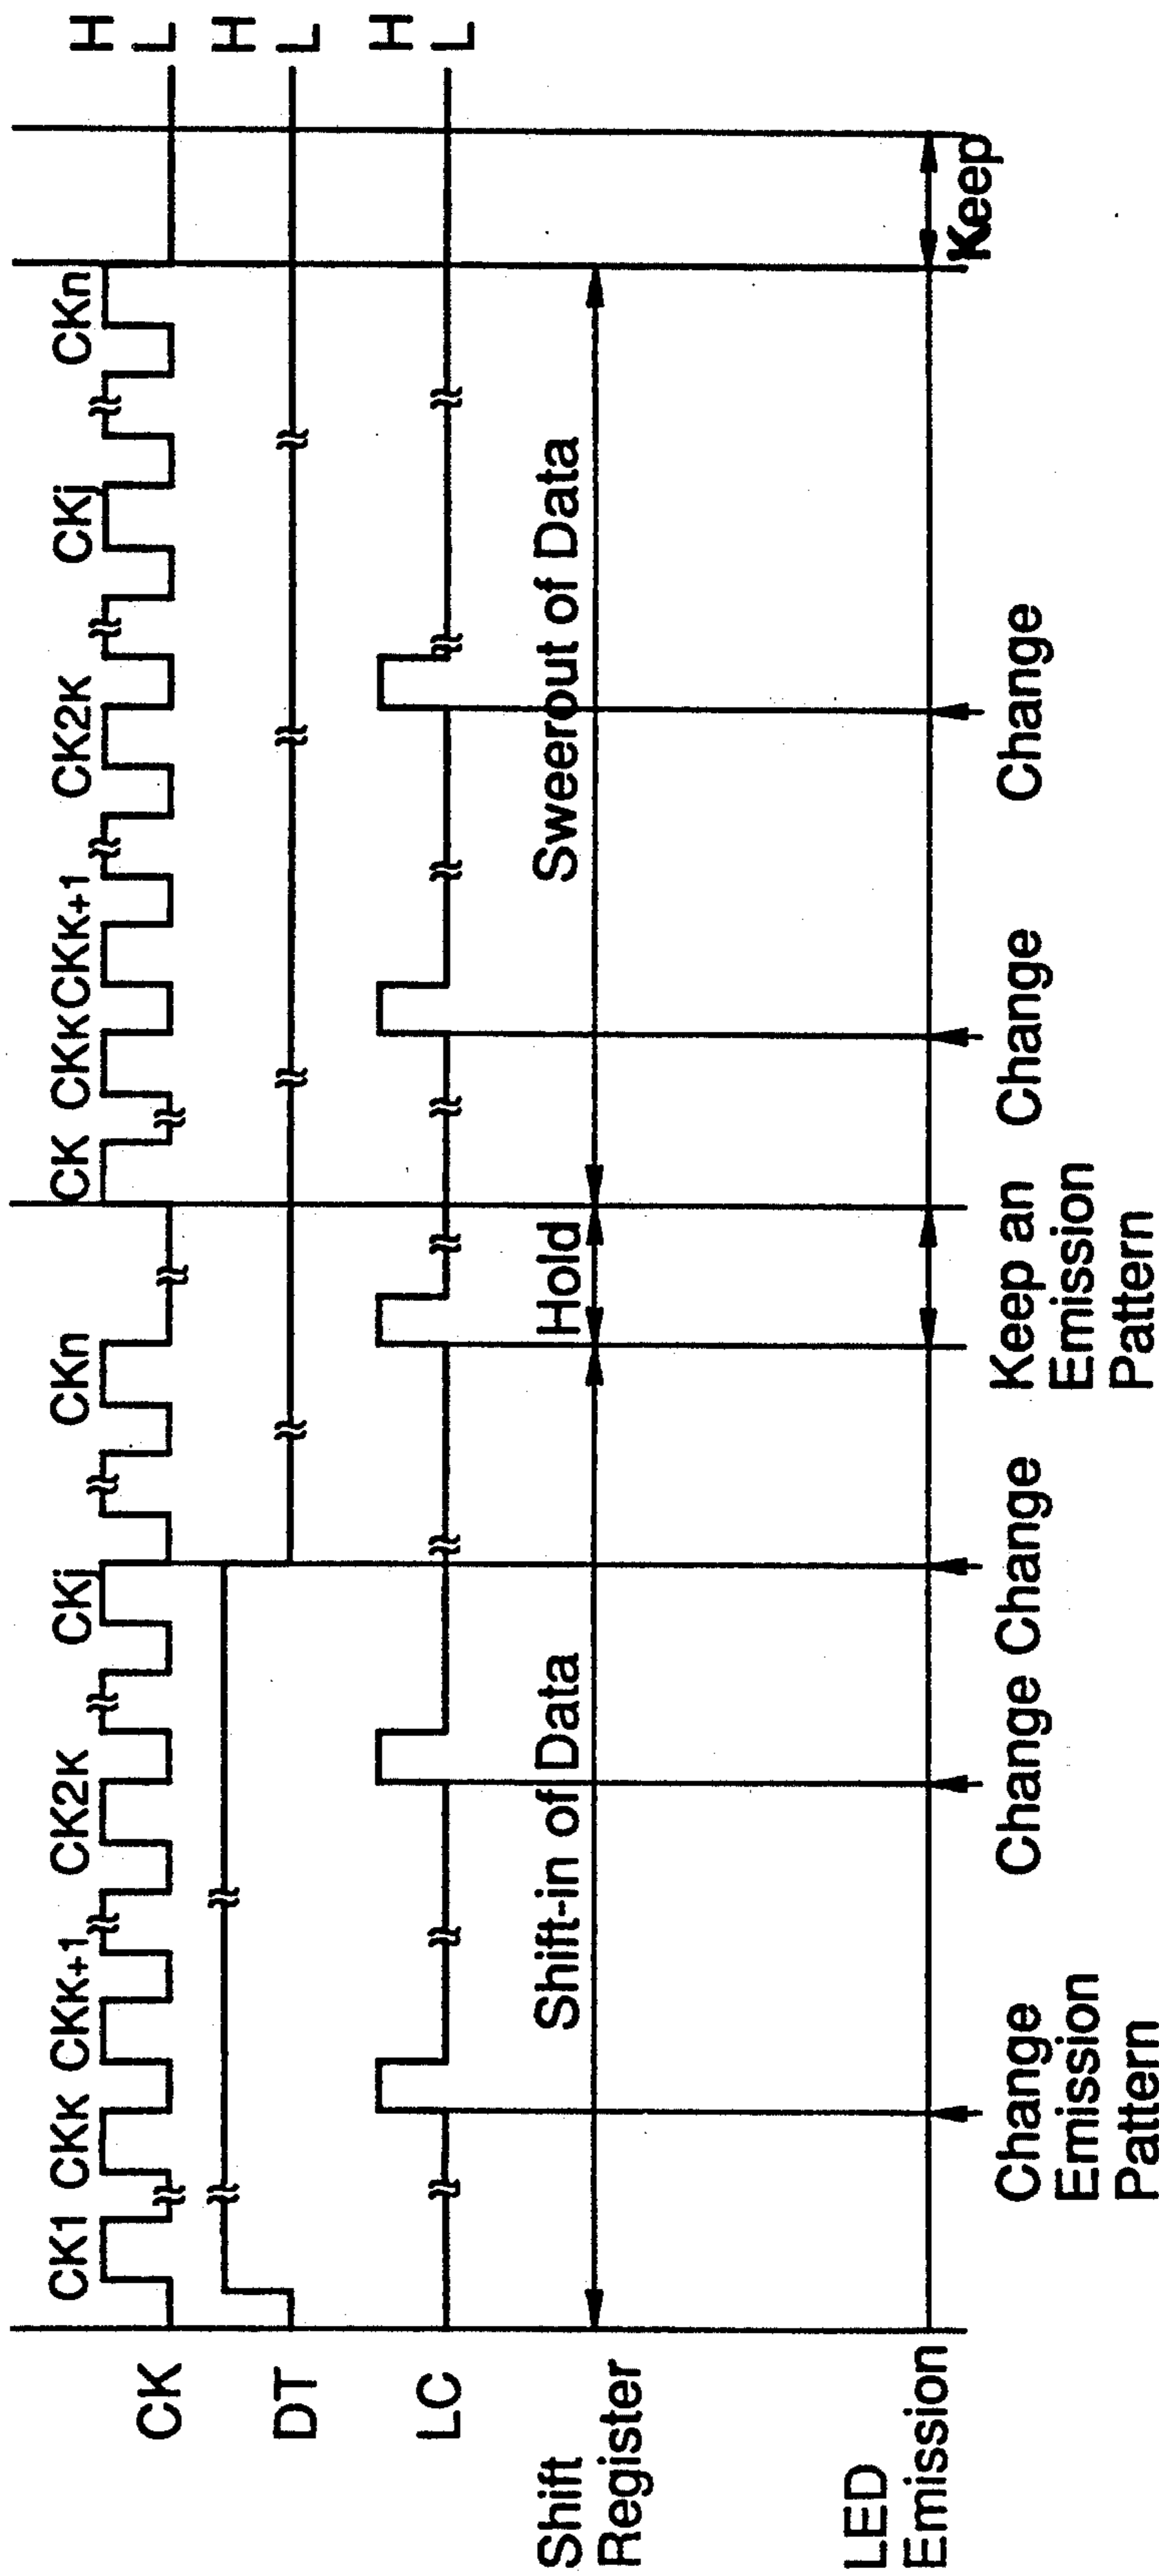 CK1 CKK CKK+1 CK2K CKj CKn CK CKK CKK+1 CK2K CKj CKn
CK
H
L
DT
H
L
LC
H
L
Shift
Register
Shift-in of Data
Hold
Sweerout of Data
LED
Emission
Change
Emission
Pattern
Change
Change
Keep an
Emission
Pattern
Change
Change
Keep